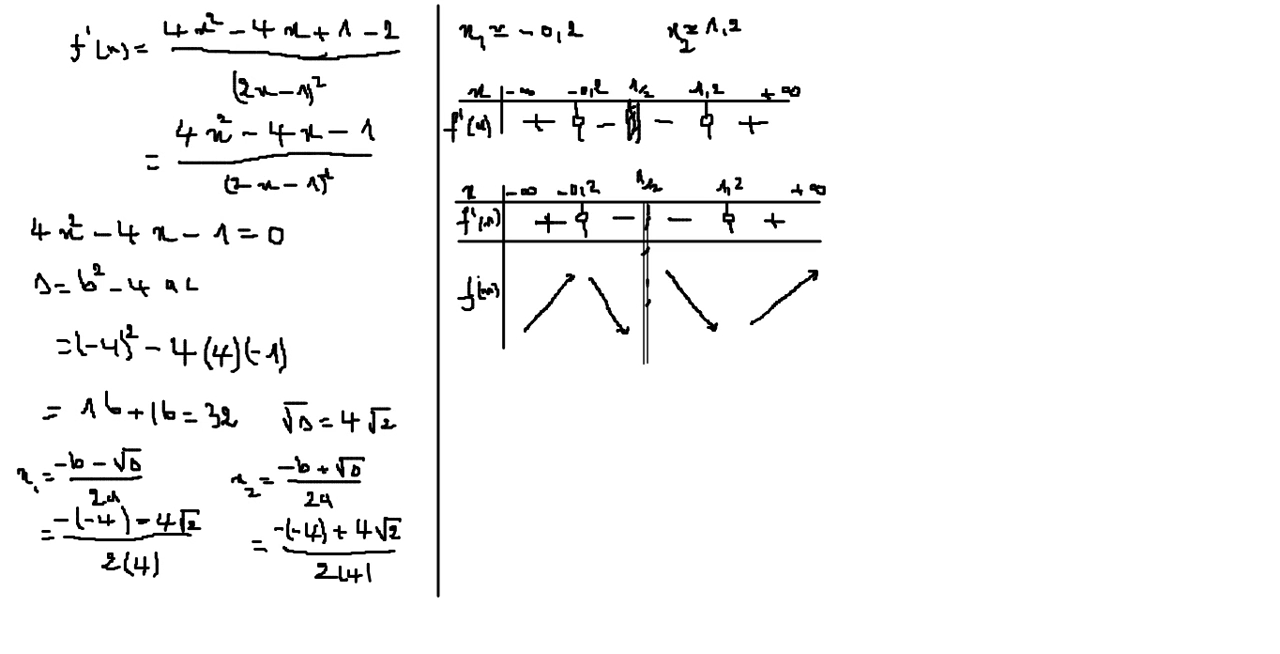 f'(x) = (4x² - 4x + 1 - 2) / (2x - 1)²
= (4x² - 4x - 1) / (2x - 1)²
4x² - 4x - 1 = 0
Δ = b² - 4ac
= (-4)² - 4(4)(-1)
= 16 + 16 = 32 √Δ = 4√2
x₁ = (-b - √Δ) / 2a x₂ = (-b + √Δ) / 2a
= (-(-4) - 4√2) / 2(4) = (-(-4) + 4√2) / 2(4)
x₁ ≃ -0,2 x₂ ≃ 1,2
x -∞ -0,2 1/2 1,2 +∞
f'(x) + 0 - || - 0 +
x -∞ -0,2 1/2 1,2 +∞
f'(x) + 0 - || - 0 +
f(x) ↗ ↘ || ↘ ↗